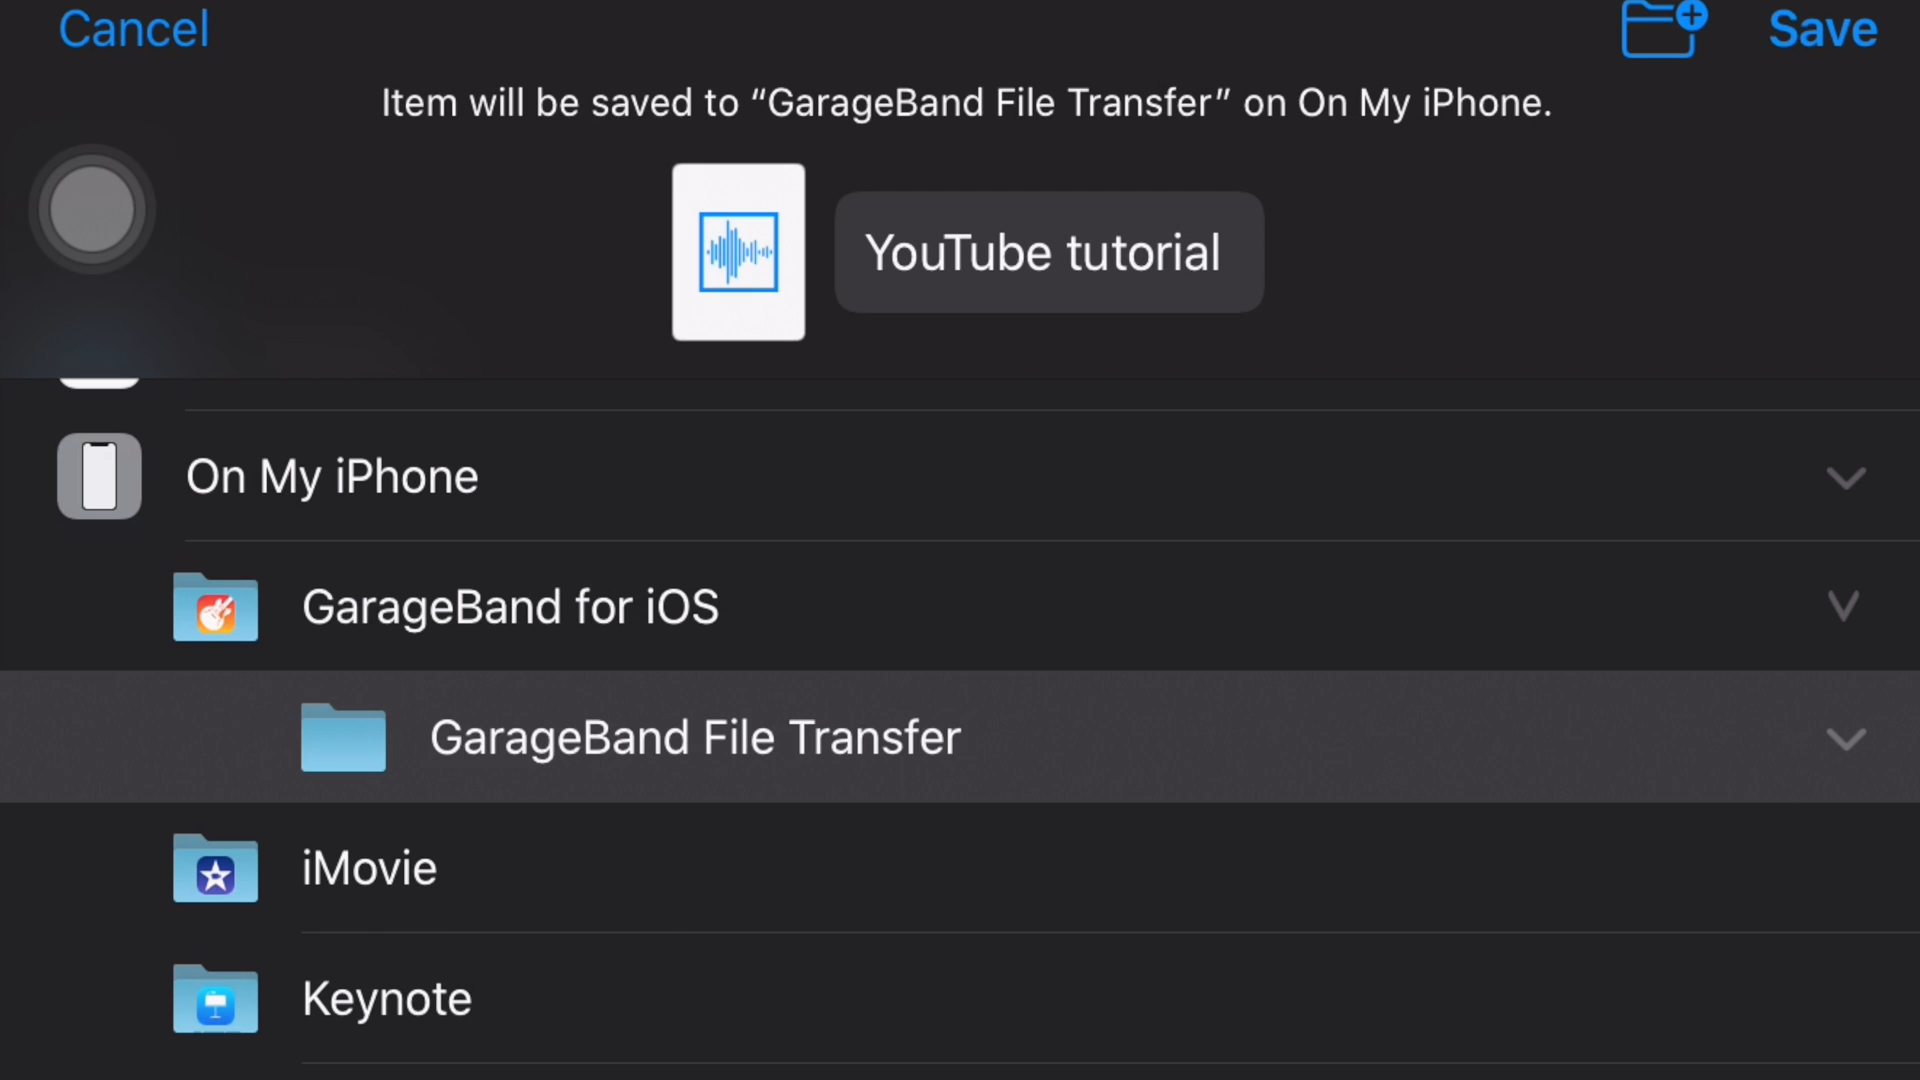 Cancel
Save
Item will be saved to “GarageBand File Transfer” on On My iPhone.
YouTube tutorial
On My iPhone
GarageBand for iOS
GarageBand File Transfer
iMovie
Keynote